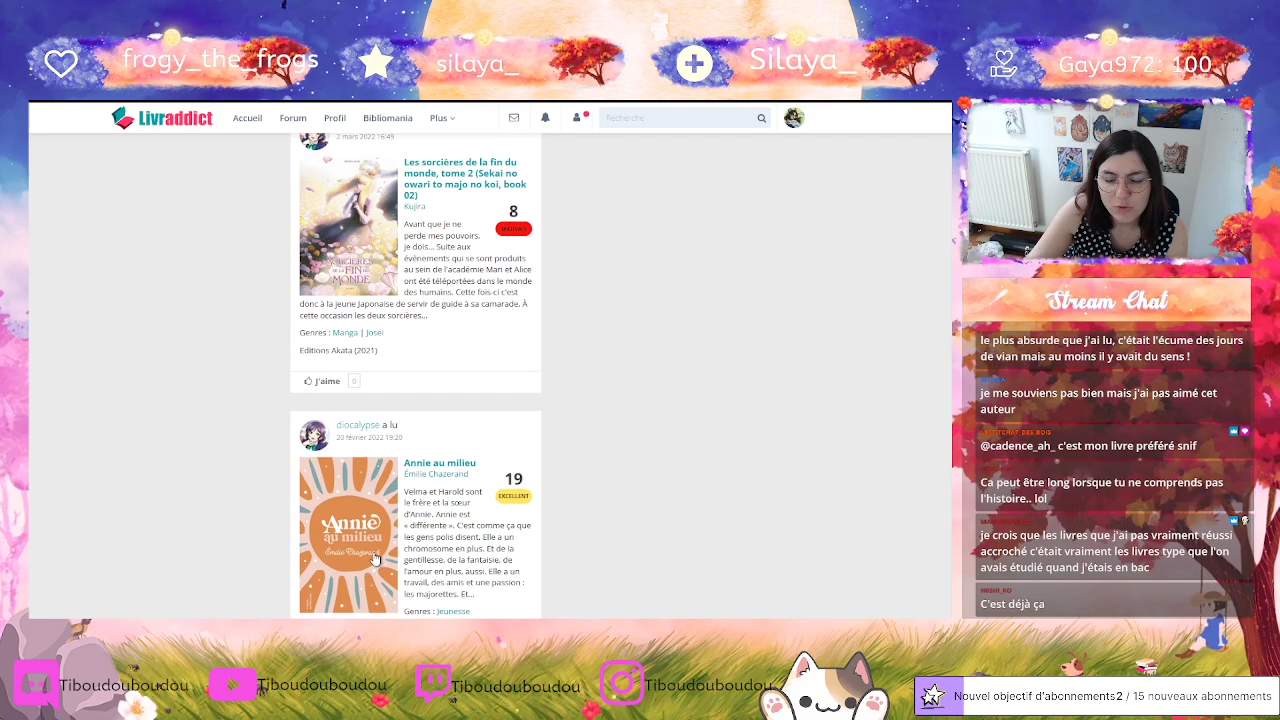 frogy_the_frogs
silaya_
Silaya_
Gaya972: 100
Livraddict
Accueil
Forum
Profil
Bibliomania
Plus
Recherche
2 mars 2022 16:49
Les sorcières de la fin du
monde, tome 2 (Sekai no
owari to majo no koi, book
02)
Kujira
8
Avant que je ne
perde mes pouvoirs,
je dois... Suite aux
évènements qui se sont produits
au sein de l'académie Mari et Alice
ont été téléportées dans le monde
des humains. Cette fois-ci c'est
donc à la jeune Japonaise de servir de guide à sa camarade. À
cette occasion les deux sorcières...
SORCIÈRES
DE LA FIN DU
MONDE
Genres : Manga | Josei
Editions Akata (2021)
J'aime 0
diocalypse a lu
20 février 2022 19:20
Annie au milieu
Émilie Chazerand
19
EXCELLENT
Velma et Harold sont
le frère et la sœur
d'Annie. Annie est
« différente ». C'est comme ça que
les gens polis disent. Elle a un
chromosome en plus. Et de la
gentillesse, de la fantaisie, de
l'amour en plus, aussi. Elle a un
travail, des amis et une passion :
les majorettes. Et...
Genres : Jeunesse
Annie
au milieu
Émilie Chazerand
Stream Chat
le plus absurde que j'ai lu, c'était l'écume des jours
de vian mais au moins il y avait du sens !
je me souviens pas bien mais j'ai pas aimé cet
auteur
@cadence_ah_ c'est mon livre préféré snif
Ca peut être long lorsque tu ne comprends pas
l'histoire.. lol
je crois que les livres que j'ai pas vraiment réussi
accroché c'était vraiment les livres type que l'on
avais étudié quand j'étais en bac
H0SHI_KO
C'est déjà ça
Tiboudouboudou
Tiboudouboudou
Tiboudouboudou
Tiboudouboudou
Nouvel objectif d'abonnements
2 / 15 nouveaux abonnements